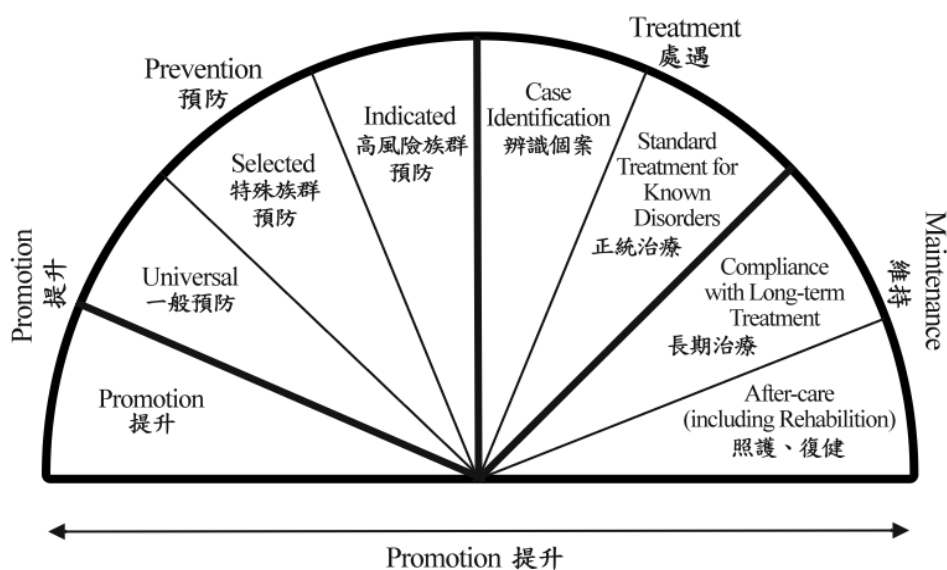 Promotion
提升
Prevention
預防
Treatment
處遇
Maintenance
維持
Promotion
提升
Universal
一般預防
Selected
特殊族群
預防
Indicated
高風險族群
預防
Case
Identification
辨識個案
Standard
Treatment for
Known
Disorders
正統治療
Compliance
with Long-term
Treatment
長期治療
After-care
(including Rehabilition)
照護、復健
Promotion 提升